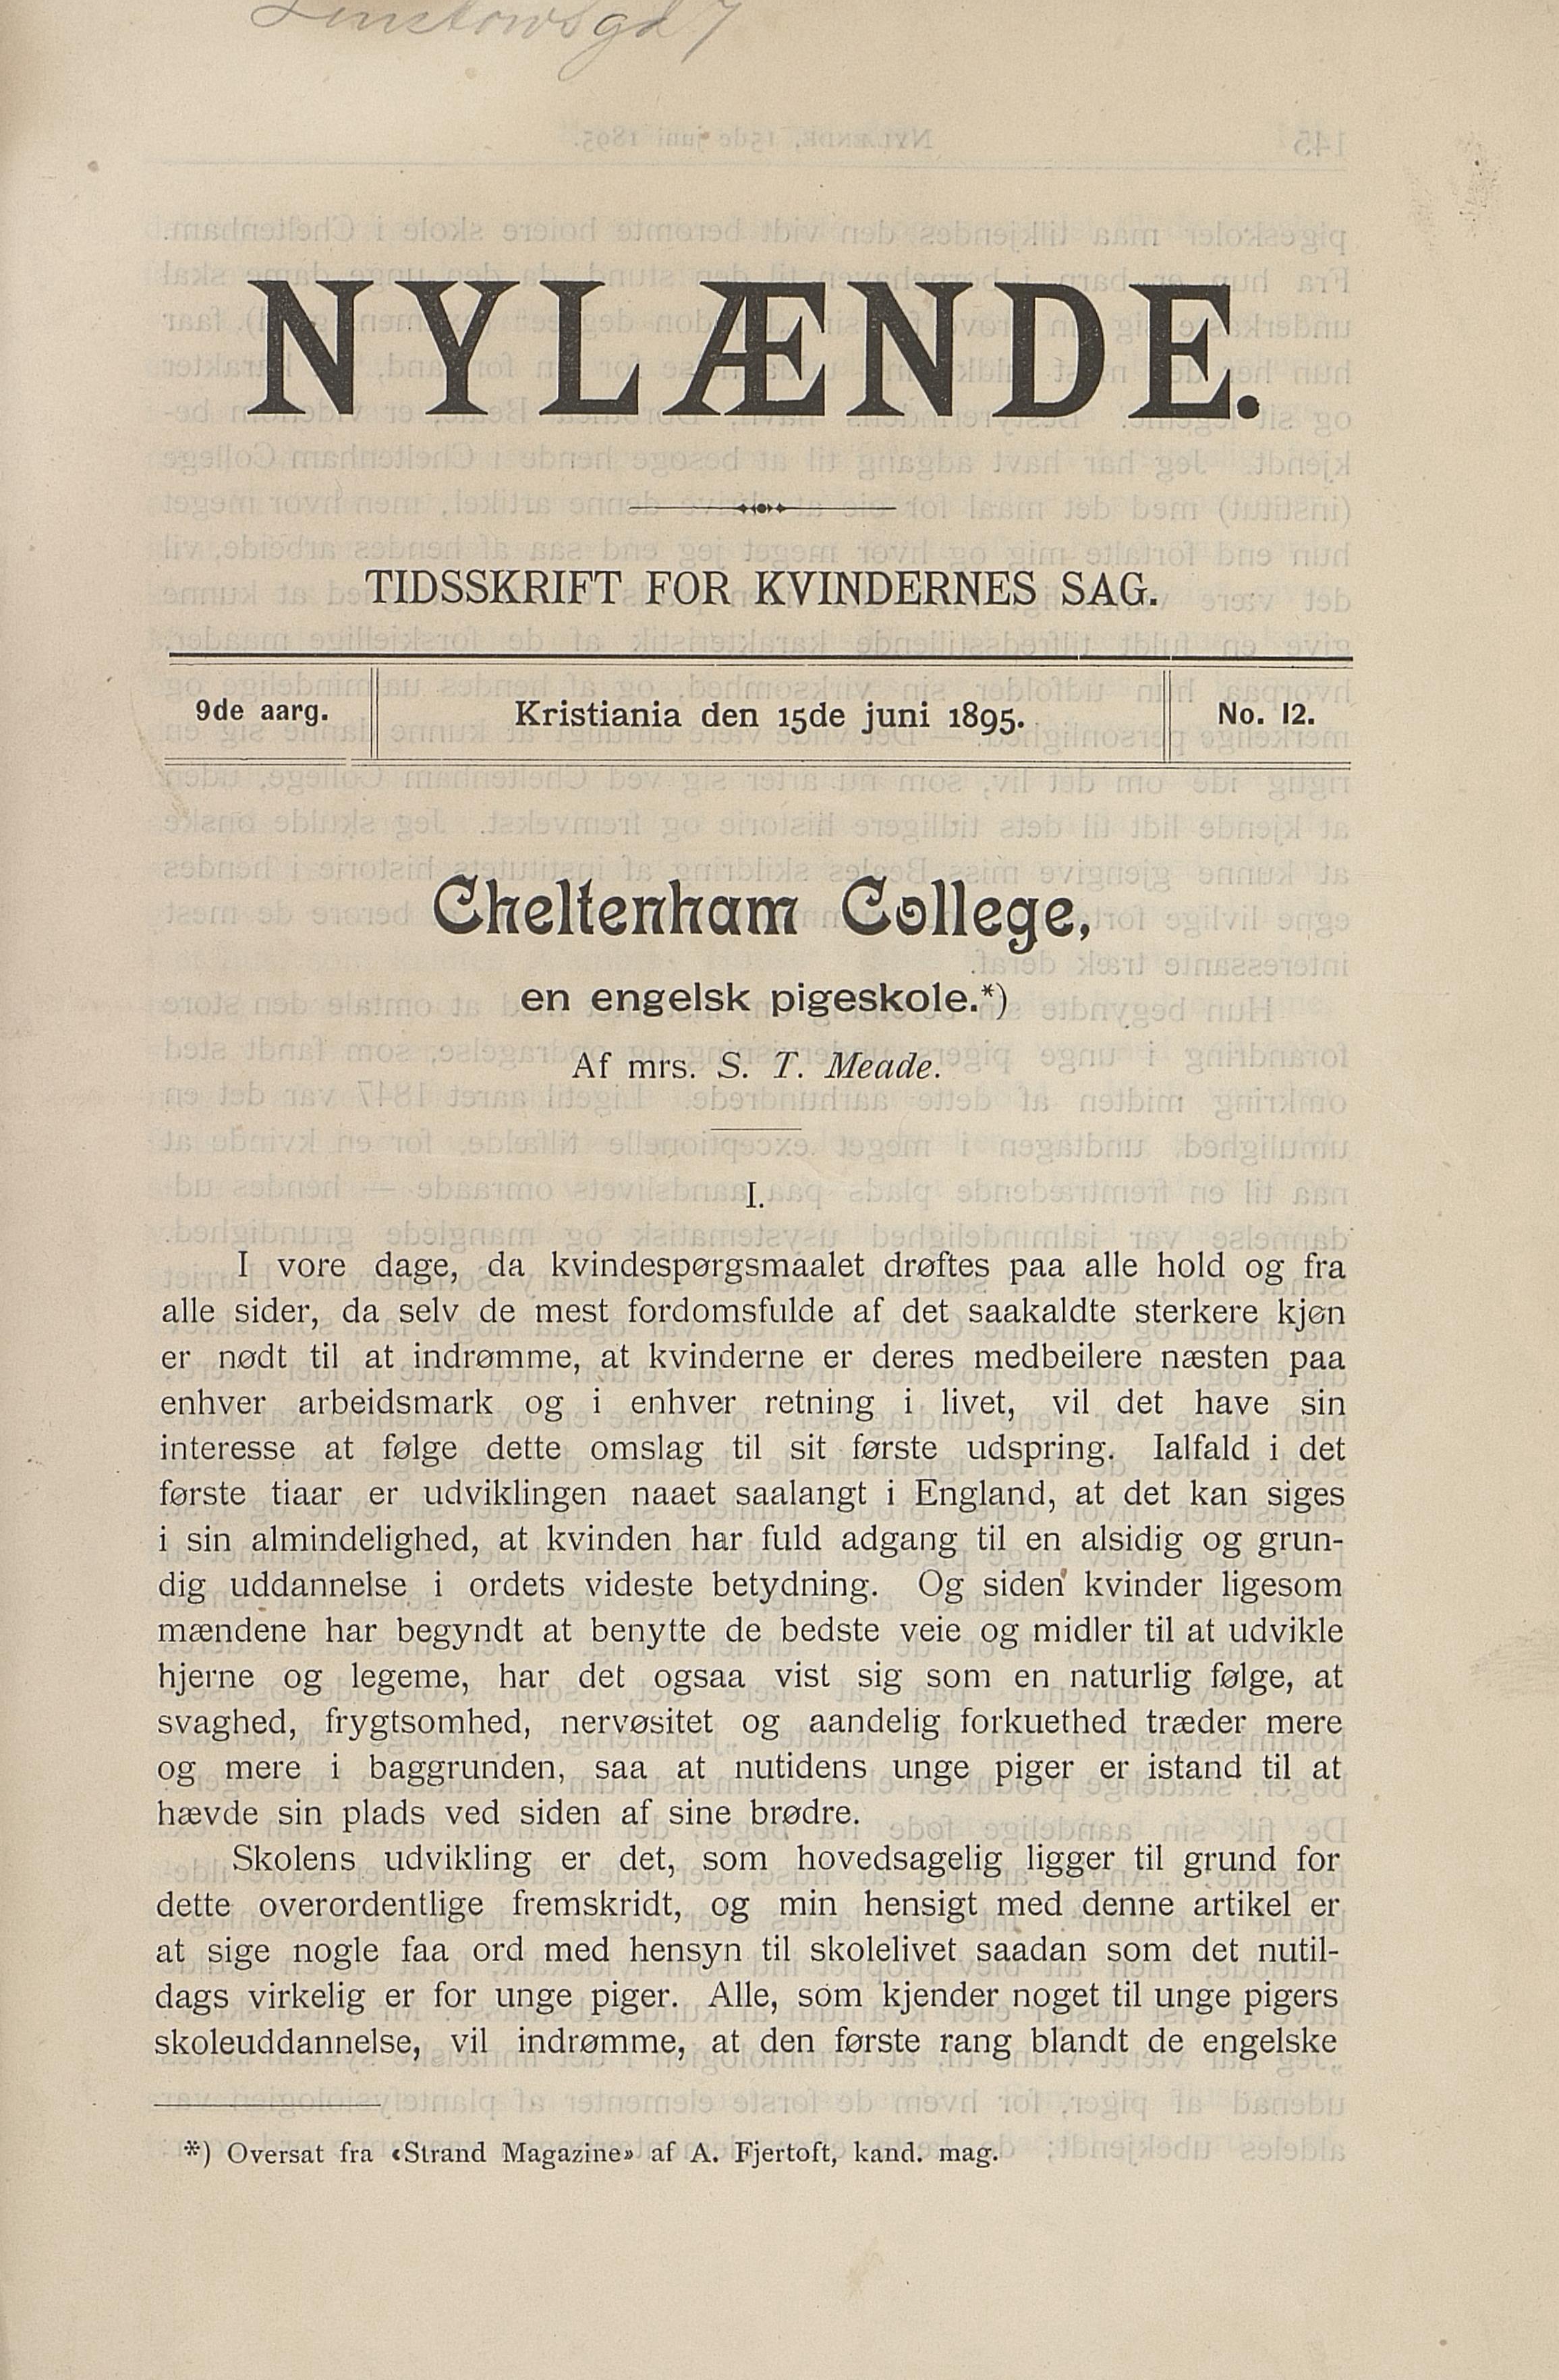 Linstowsgd 7
NYLÆNDE.
TIDSSKRIFT FOR KVINDERNES SAG.
9de aarg.
Kristiania den 15de juni 1895.
No. 12.
Cheltenham College,
en engelsk pigeskole.*)
Af mrs. S. T. Meade.
I.
I vore dage, da kvindespørgsmaalet drøftes paa alle hold og fra
alle sider, da selv de mest fordomsfulde af det saakaldte sterkere kjøn
er nødt til at indrømme, at kvinderne er deres medbeilere næsten paa
enhver arbeidsmark og i enhver retning i livet, vil det have sin
interesse at følge dette omslag til sit første udspring. Ialfald i det
første tiaar er udviklingen naaet saalangt i England, at det kan siges
i sin almindelighed, at kvinden har fuld adgang til en alsidig og grun-
dig uddannelse i ordets videste betydning. Og siden kvinder ligesom
mændene har begyndt at benytte de bedste veie og midler til at udvikle
hjerne og legeme, har det ogsaa vist sig som en naturlig følge, at
svaghed, frygtsomhed, nervøsitet og aandelig forkuethed træder mere
og mere i baggrunden, saa at nutidens unge piger er istand til at
hævde sin plads ved siden af sine brødre.
Skolens udvikling er det, som hovedsagelig ligger til grund for
dette overordentlige fremskridt, og min hensigt med denne artikel er
at sige nogle faa ord med hensyn til skolelivet saadan som det nutil-
dags virkelig er for unge piger. Alle, som kjender noget til unge pigers
skoleuddannelse, vil indrømme, at den første rang blandt de engelske
*) Oversat fra «Strand Magazine» af A. Fjertoft, kand. mag.